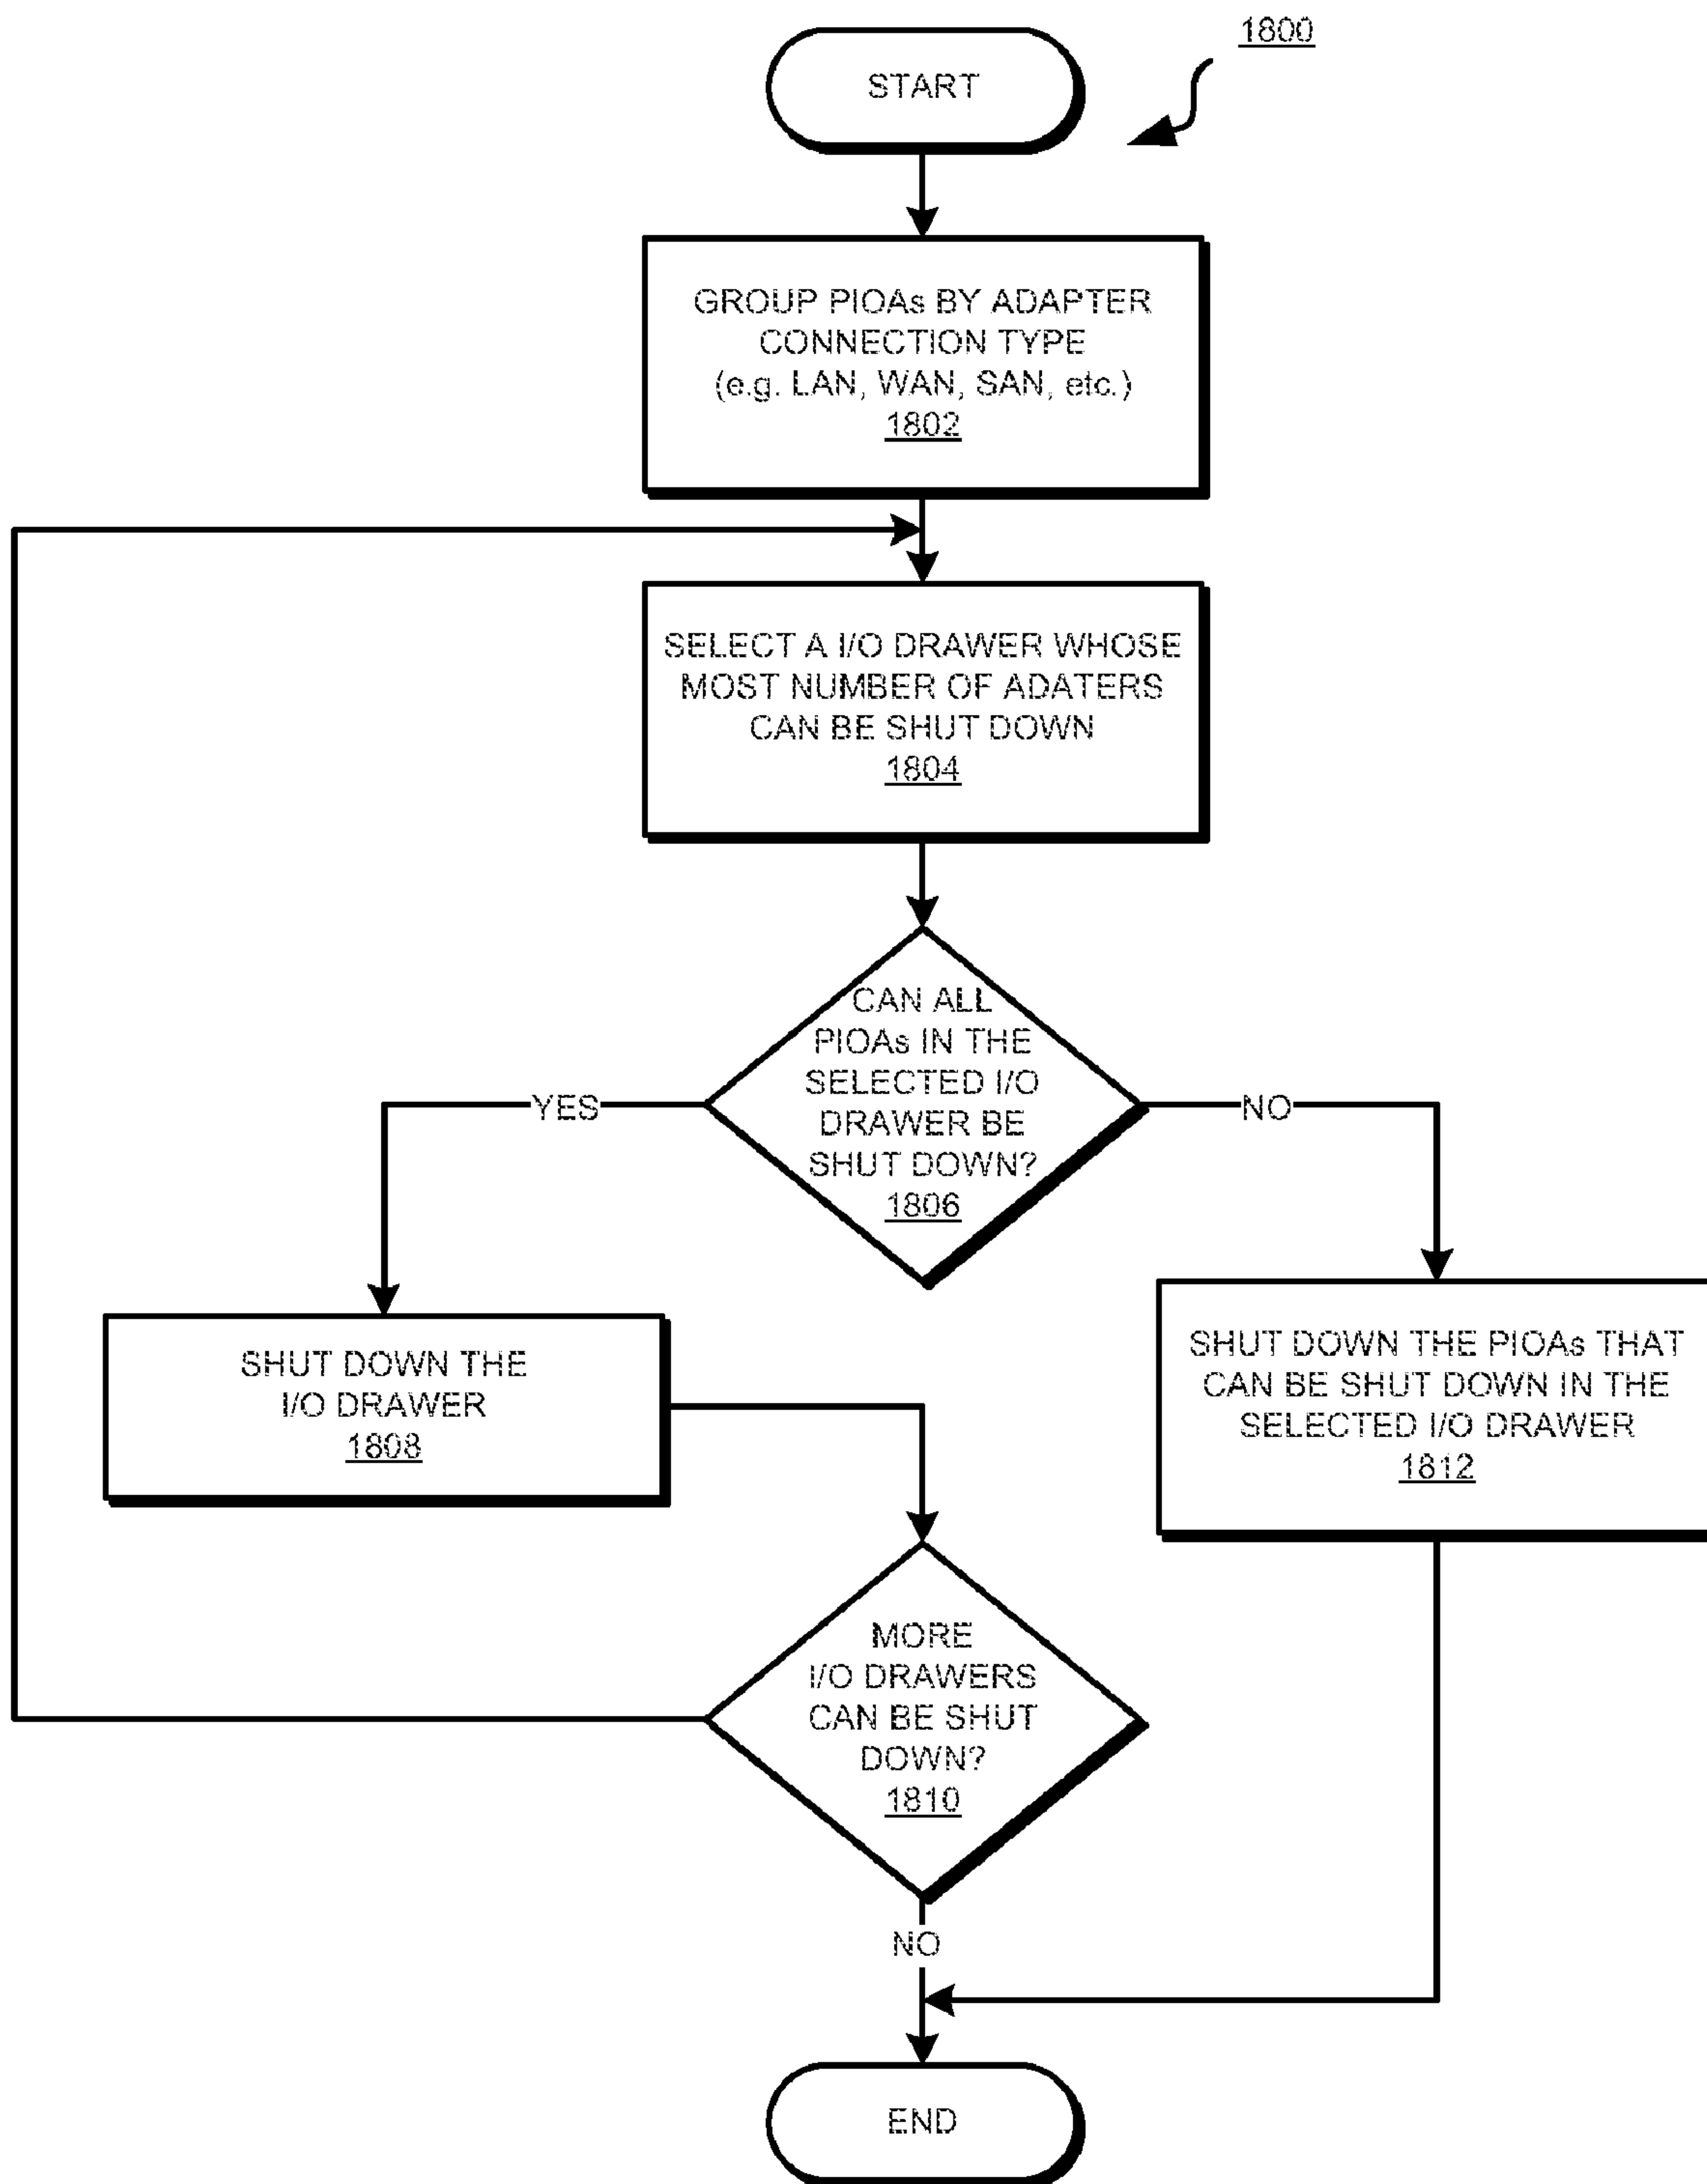 1800
START
GROUP PIOAs BY ADAPTER
CONNECTION TYPE
(e.g. LAN, WAN, SAN, etc.)
1802
SELECT A I/O DRAWER WHOSE
MOST NUMBER OF ADATERS
CAN BE SHUT DOWN
1804
CAN ALL
PIOAs IN THE
SELECTED I/O
DRAWER BE
SHUT DOWN?
1806
YES
NO
SHUT DOWN THE
I/O DRAWER
1808
SHUT DOWN THE PIOAs THAT
CAN BE SHUT DOWN IN THE
SELECTED I/O DRAWER
1812
MORE
I/O DRAWERS
CAN BE SHUT
DOWN?
1810
NO
END